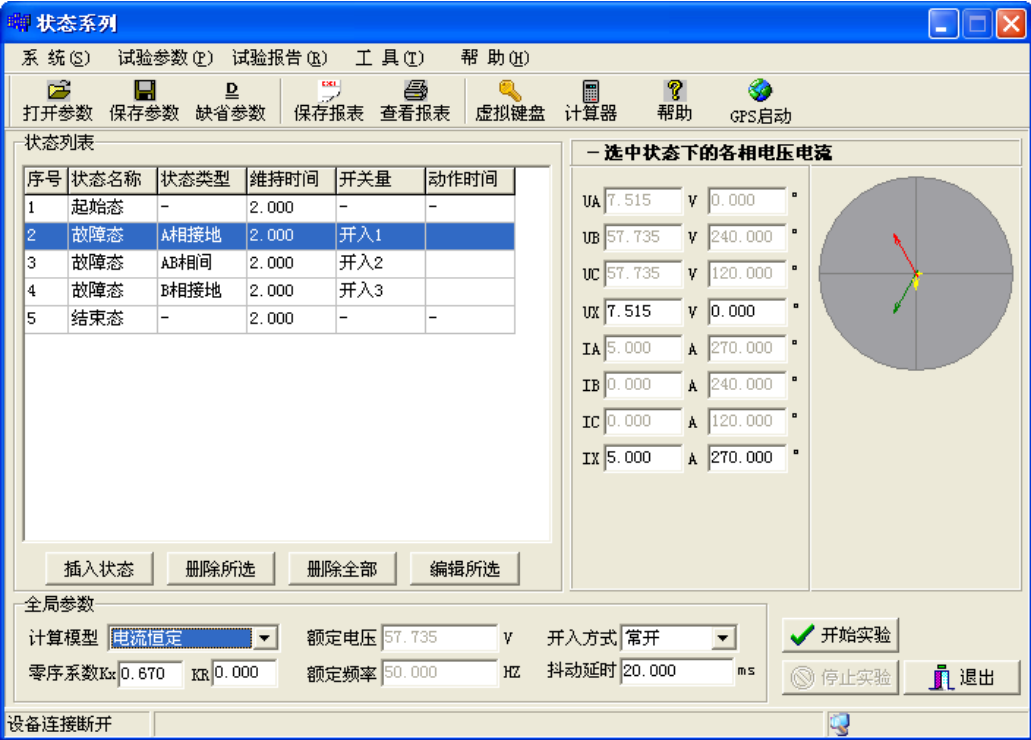 状态系列
系 统(S) 试验参数(P) 试验报告(R) 工 具(T) 帮 助(H)
打开参数 保存参数 缺省参数 保存报表 查看报表 虚拟键盘 计算器 帮助 GPS启动
状态列表
序号 状态名称 状态类型 维持时间 开关量 动作时间
1 起始态 - 2.000 - -
2 故障态 A相接地 2.000 开入1
3 故障态 AB相间 2.000 开入2
4 故障态 B相接地 2.000 开入3
5 结束态 - 2.000 - -
插入状态 删除所选 删除全部 编辑所选
－选中状态下的各相电压电流
UA 7.515 V 0.000 °
UB 57.735 V 240.000 °
UC 57.735 V 120.000 °
UX 7.515 V 0.000 °
IA 5.000 A 270.000 °
IB 0.000 A 240.000 °
IC 0.000 A 120.000 °
IX 5.000 A 270.000 °
全局参数
计算模型 电流恒定 额定电压 57.735 V 开入方式 常开
零序系数Kx 0.670 KR 0.000 额定频率 50.000 HZ 抖动延时 20.000 ms
开始实验
停止实验 退出
设备连接断开